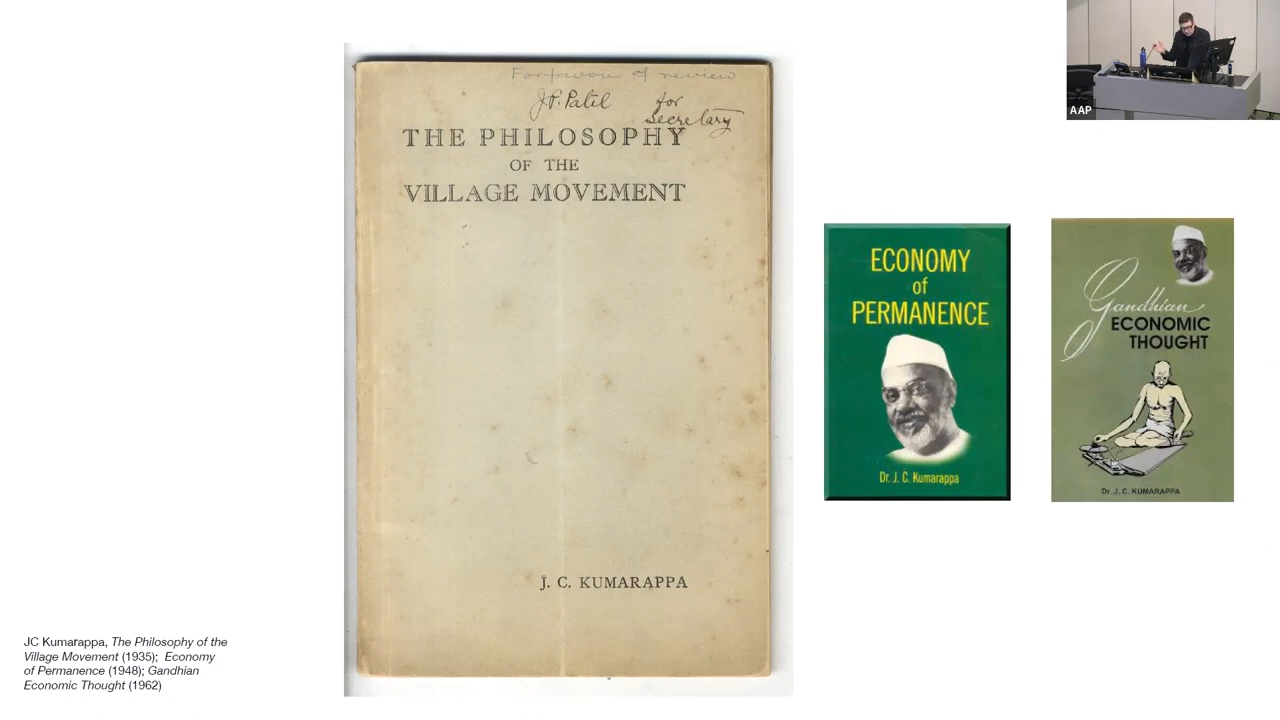 AAP
For favour of review
J.P. Patil for
Secretary
THE PHILOSOPHY
OF THE
VILLAGE MOVEMENT
J. C. KUMARAPPA
ECONOMY
of
PERMANENCE
Dr. J. C. Kumarappa
Gandhian
ECONOMIC
THOUGHT
Dr. J. C. KUMARAPPA
JC Kumarappa, The Philosophy of the
Village Movement (1935); Economy
of Permanence (1948); Gandhian
Economic Thought (1962)